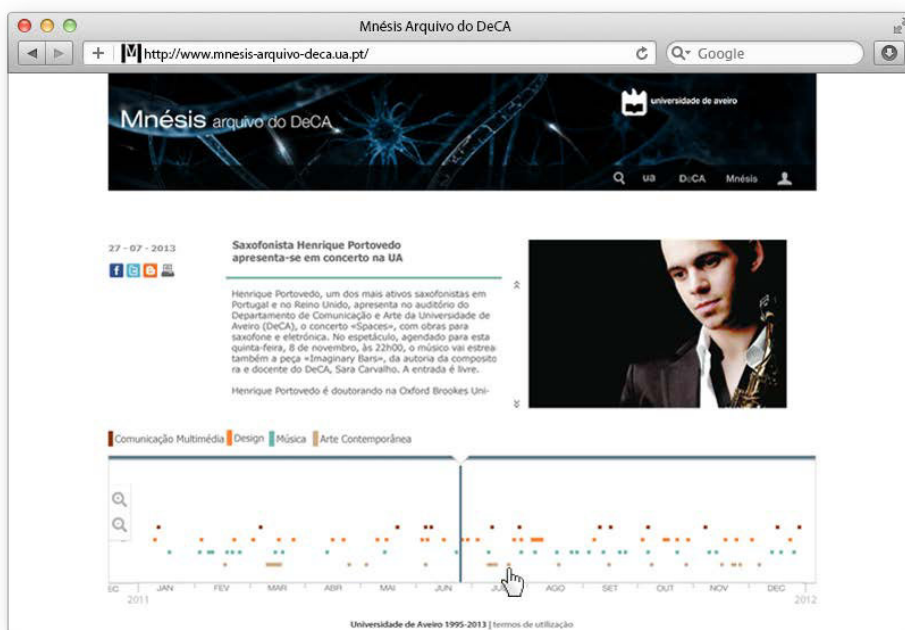 Mnésis Arquivo do DeCA
http://www.mnesis-arquivo-deca.ua.pt/
Google
Mnésis arquivo do DeCA
universidade de aveiro
ua DeCA Mnésis
27 - 07 - 2013
Saxofonista Henrique Portovedo
apresenta-se em concerto na UA
Henrique Portovedo, um dos mais ativos saxofonistas em
Portugal e no Reino Unido, apresenta no auditório do
Departamento de Comunicação e Arte da Universidade de
Aveiro (DeCA), o concerto «Spaces», com obras para
saxofone e eletrónica. No espetáculo, agendado para esta
quinta-feira, 8 de novembro, às 22h00, o músico vai estrea-
também a peça «Imaginary Bars», da autoria da composito
ra e docente do DeCA, Sara Carvalho. A entrada é livre.
Henrique Portovedo é doutorando na Oxford Brookes Uni-
Comunicação Multimédia Design Música Arte Contemporânea
EC JAN FEV MAR ABR MAI JUN AGO SET OUT NOV DEC
2011 2012
Universidade de Aveiro 1995-2013 | termos de utilização